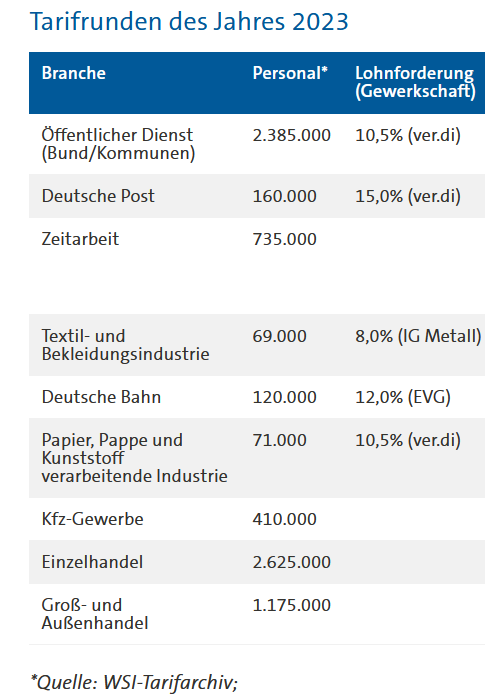 Tarifrunden des Jahres 2023
Branche Personal* Lohnforderung
(Gewerkschaft)
Öffentlicher Dienst 2.385.000 10,5% (ver.di)
(Bund/Kommunen)
Deutsche Post 160.000 15,0% (ver.di)
Zeitarbeit 735.000
Textil- und 69.000 8,0% (IG Metall)
Bekleidungsindustrie
Deutsche Bahn 120.000 12,0% (EVG)
Papier, Pappe und 71.000 10,5% (ver.di)
Kunststoff
verarbeitende Industrie
Kfz-Gewerbe 410.000
Einzelhandel 2.625.000
Groß- und 1.175.000
Außenhandel
*Quelle: WSI-Tarifarchiv;